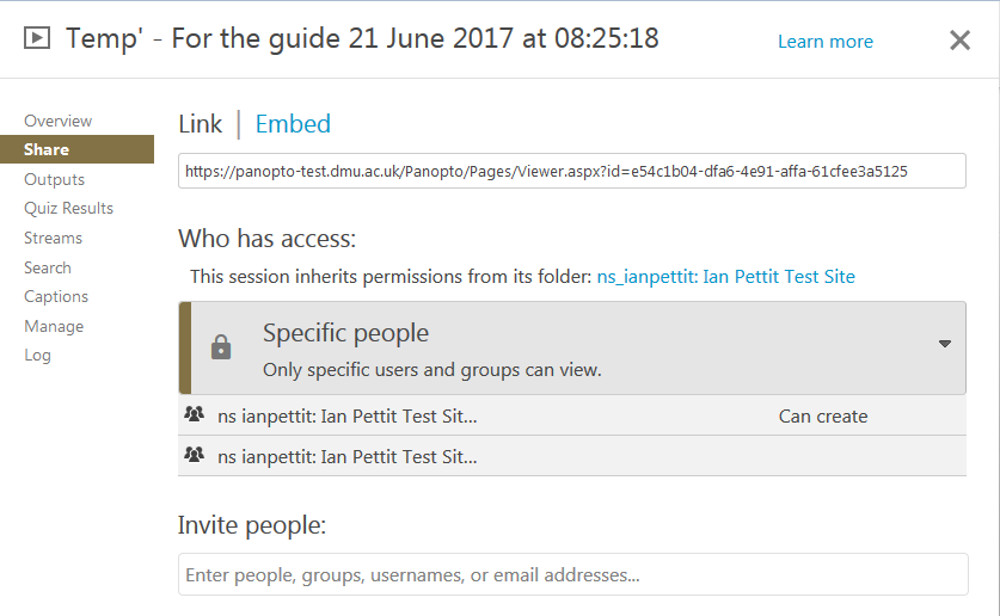 Temp' - For the guide 21 June 2017 at 08:25:18
Learn more
Overview
Share
Outputs
Quiz Results
Streams
Search
Captions
Manage
Log
Link | Embed
https://panopto-test.dmu.ac.uk/Panopto/Pages/Viewer.aspx?id=e54c1b04-dfa6-4e91-affa-61cfee3a5125
Who has access:
This session inherits permissions from its folder: ns_ianpettit: Ian Pettit Test Site
Specific people
Only specific users and groups can view.
ns ianpettit: Ian Pettit Test Sit... Can create
ns ianpettit: Ian Pettit Test Sit...
Invite people:
Enter people, groups, usernames, or email addresses...